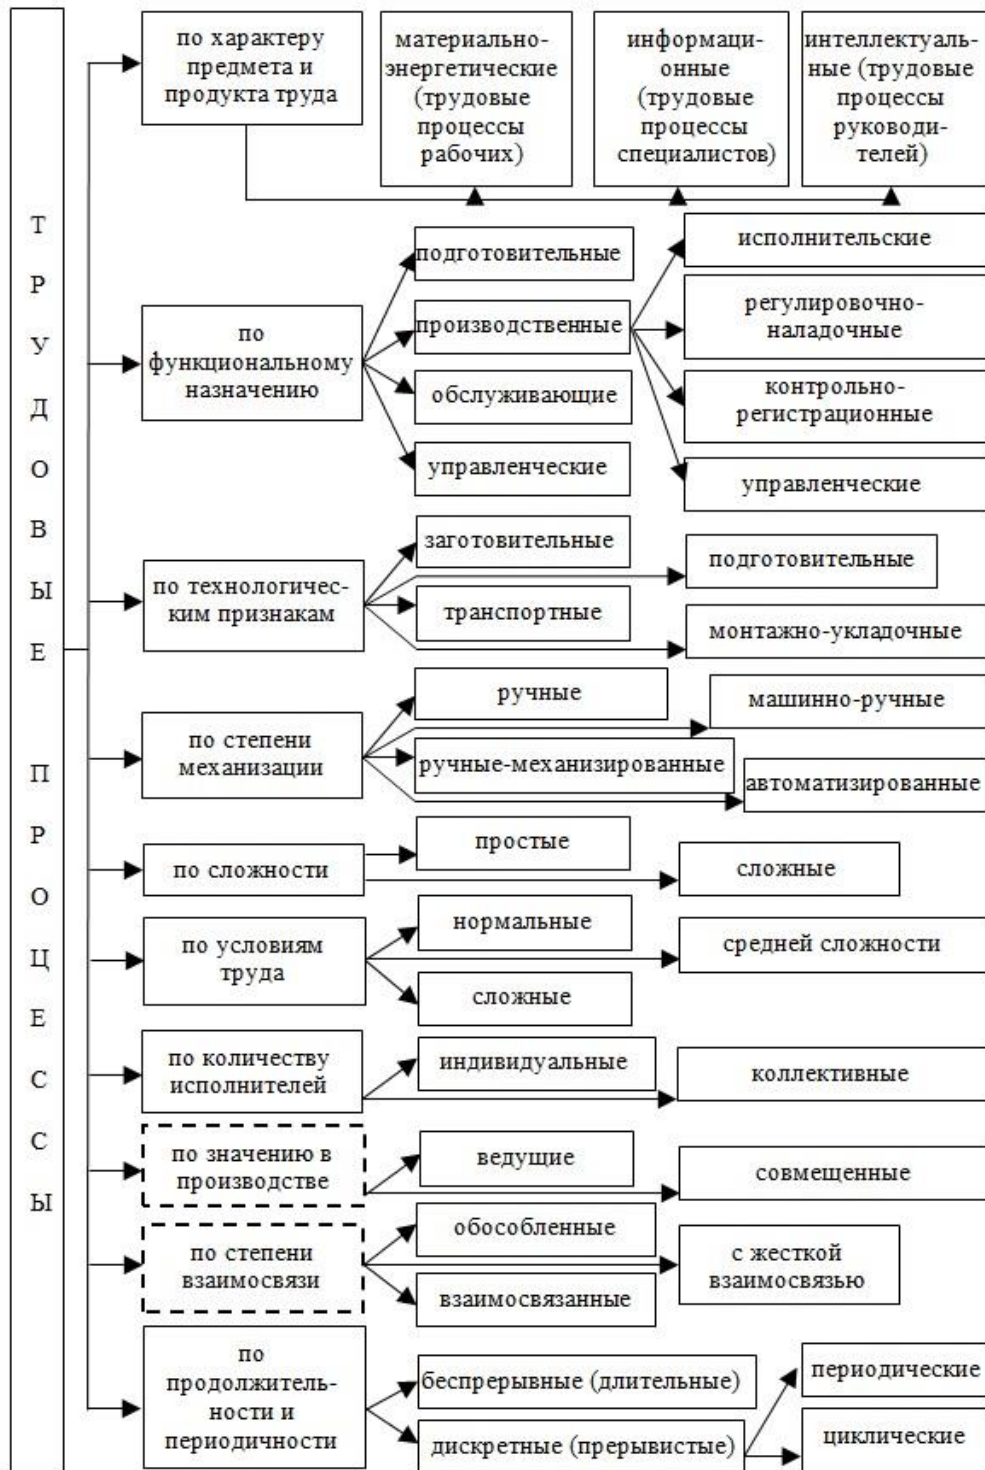 ТРУДОВЫЕ ПРОЦЕССЫ
по характеру
предмета и
продукта труда
материально-
энергетические
(трудовые
процессы
рабочих)
информаци-
онные
(трудовые
процессы
специалистов)
интеллектуаль-
ные (трудовые
процессы
руководи-
телей)
по
функциональному
назначению
подготовительные
производственные
обслуживающие
управленческие
исполнительские
регулировочно-
наладочные
контрольно-
регистрационные
управленческие
по технологичес-
ким признакам
заготовительные
подготовительные
транспортные
монтажно-укладочные
по степени
механизации
ручные
машинно-ручные
ручные-механизированные
автоматизированные
по сложности
простые
сложные
по условиям
труда
нормальные
средней сложности
сложные
по количеству
исполнителей
индивидуальные
коллективные
по значению в
производстве
ведущие
совмещенные
по степени
взаимосвязи
обособленные
с жесткой
взаимосвязью
взаимосвязанные
по
продолжитель-
ности и
периодичности
беспрерывные (длительные)
дискретные (прерывистые)
периодические
циклические